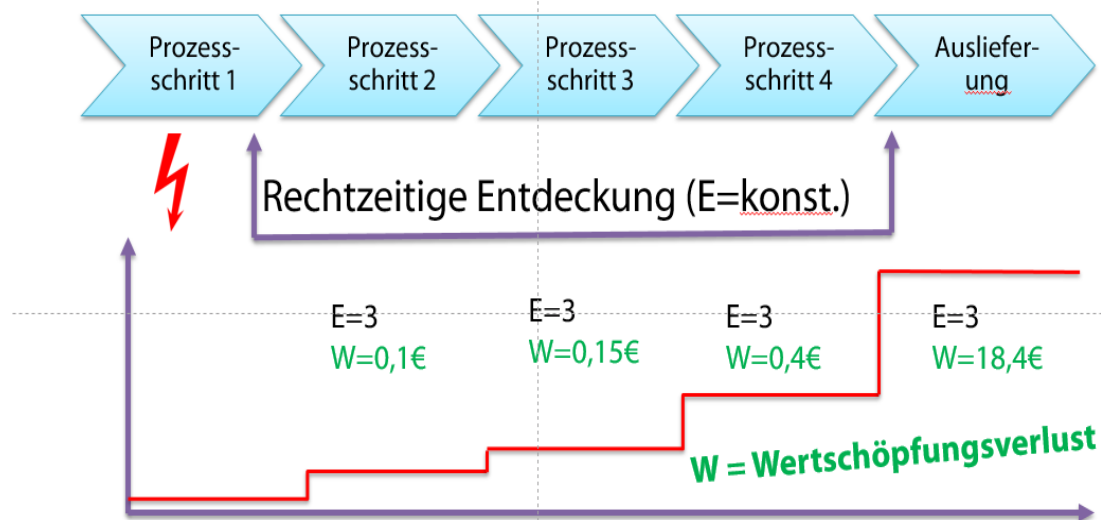 Prozess-
schritt 1
Prozess-
schritt 2
Prozess-
schritt 3
Prozess-
schritt 4
Ausliefer-
ung
Rechtzeitige Entdeckung (E=konst.)
E=3
W=0,1€
E=3
W=0,15€
E=3
W=0,4€
E=3
W=18,4€
W = Wertschöpfungsverlust